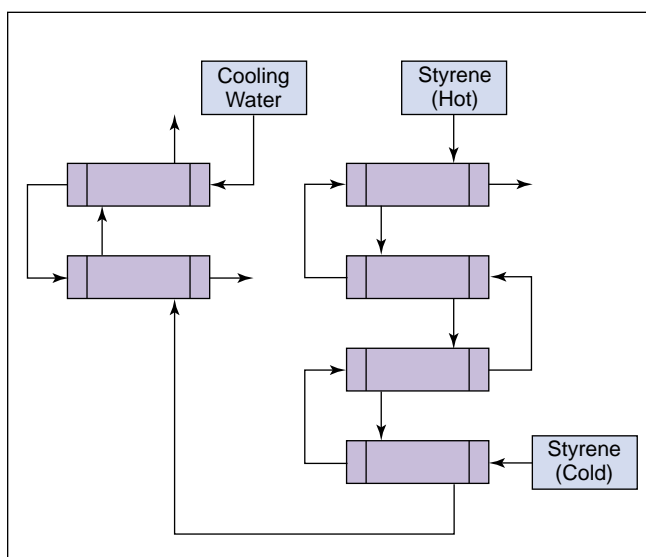 Cooling
Water
Styrene
(Hot)
Styrene
(Cold)